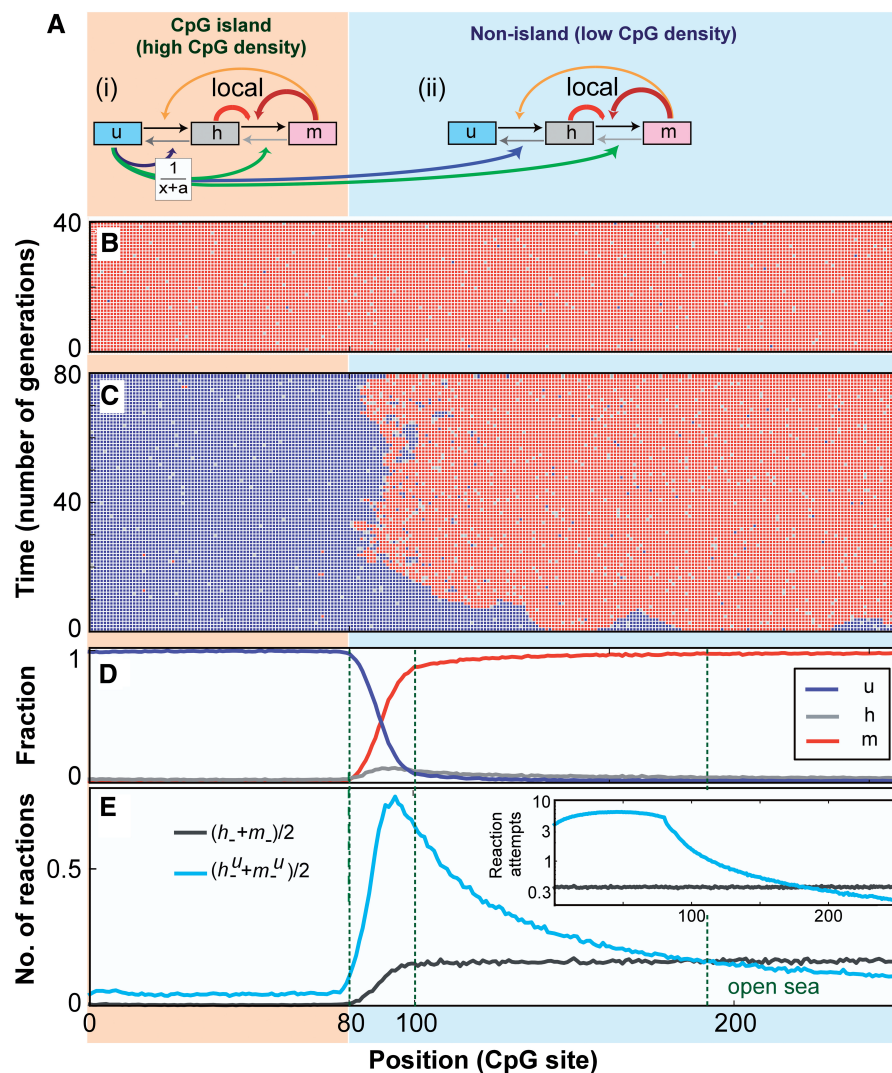 A
CpG island
(high CpG density)
Non-island (low CpG density)
(i)
local
u
h
m
1
x+a
(ii)
local
u
h
m
Time (number of generations)
40
B
0
80
C
40
0
Fraction
1
D
0
u
h
m
No. of reactions
E
0.5
0
(h_+m_)/2
(h_^u+m_^u)/2
Reaction
attempts
10
3
1
0.3
100
200
open sea
0
80
100
200
Position (CpG site)